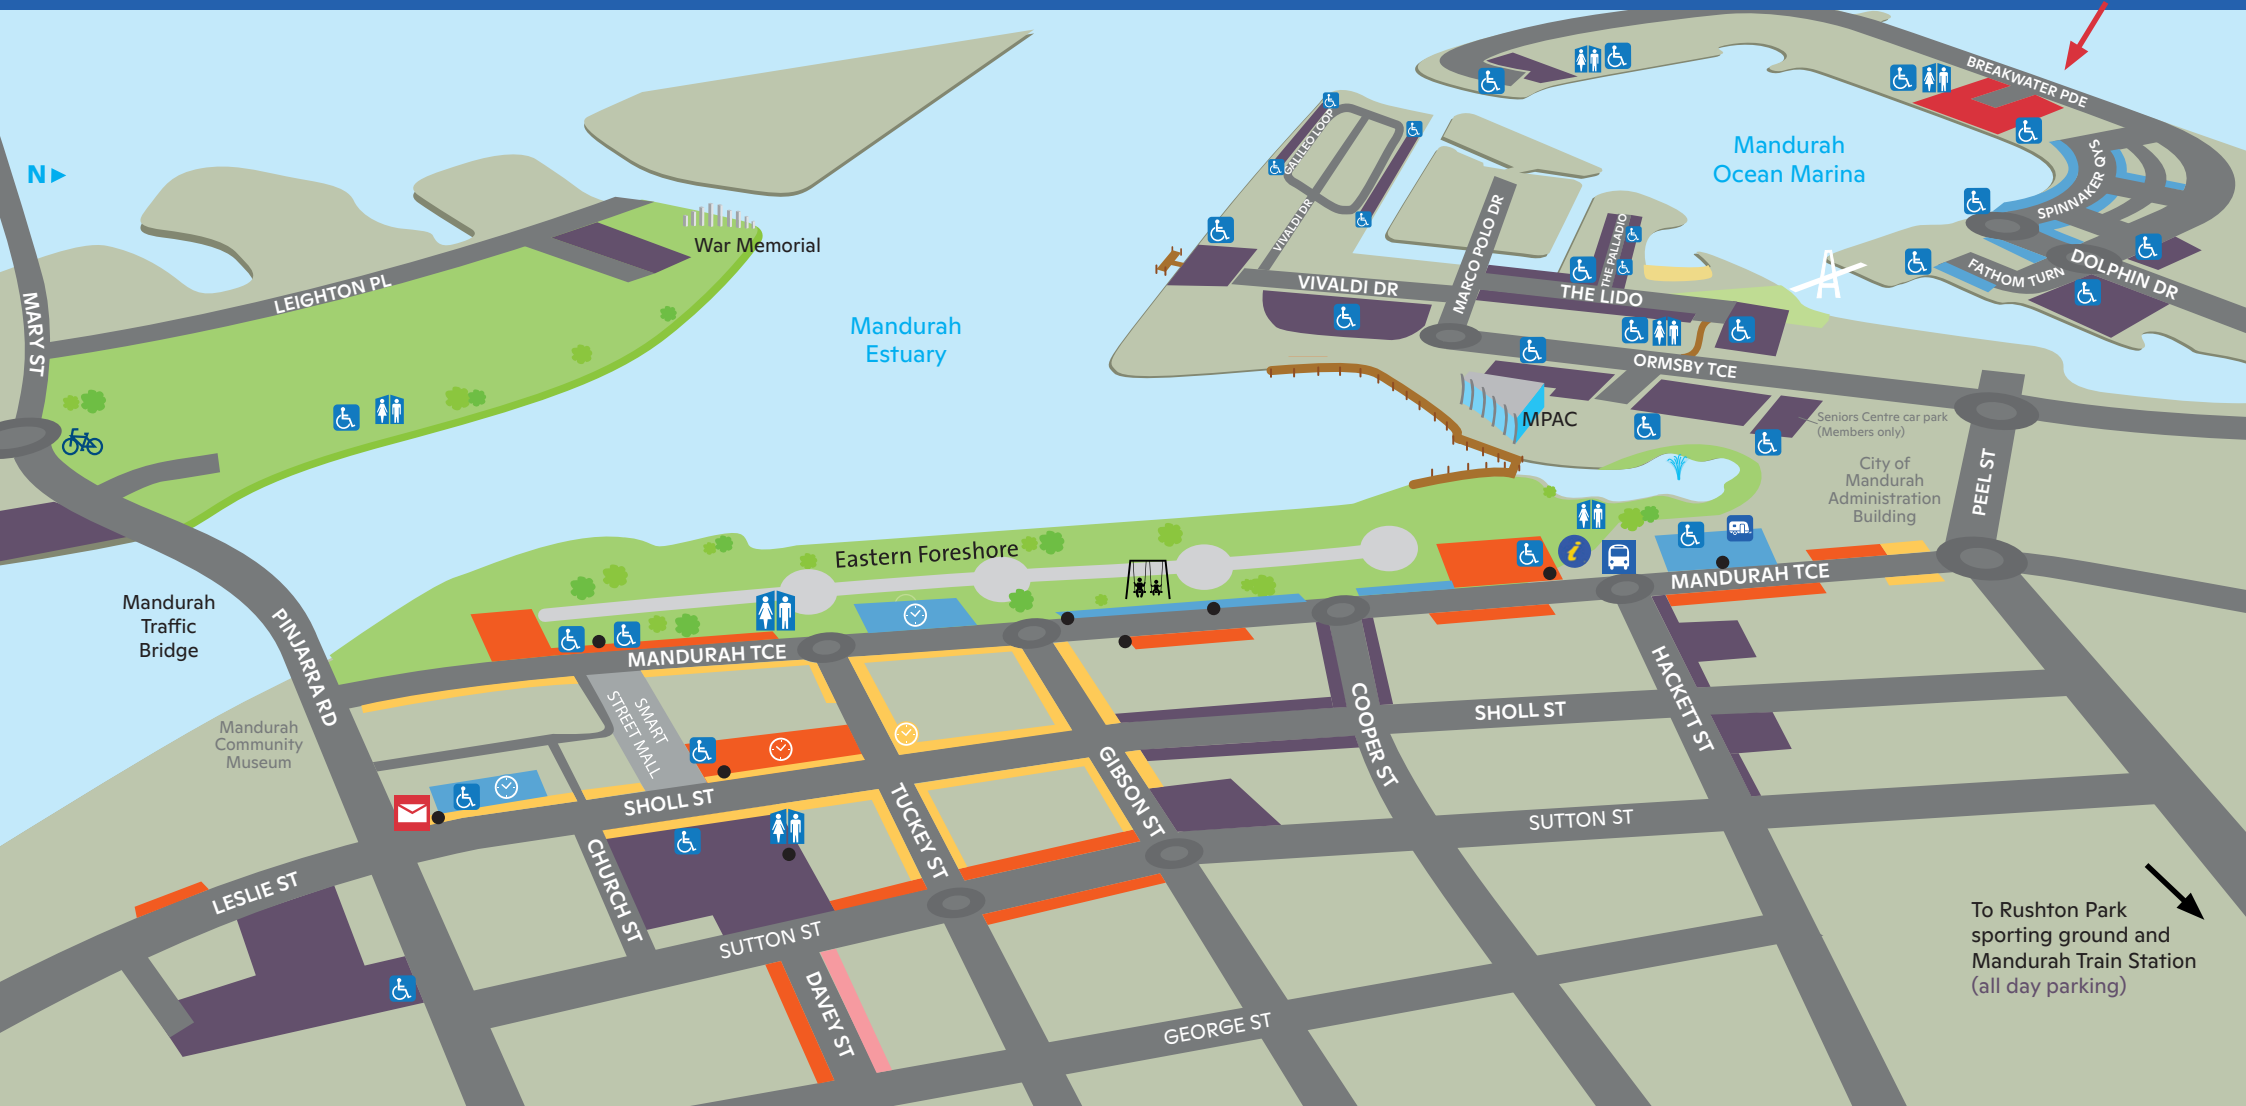 BREAKWATER PDE
GALILEO LOOP
Mandurah
Ocean Marina
SPINNAKER QYS
N
MARCO POLO DR
VIVALDI DR
THE PALLADIO
War Memorial
FATHOM TURN
DOLPHIN DR
LEIGHTON PL
VIVALDI DR
THE LIDO
MARY ST
Mandurah
Estuary
ORMSBY TCE
MPAC
Seniors Centre car park
(Members only)
City of
Mandurah
Administration
Building
PEEL ST
Eastern Foreshore
i
MANDURAH TCE
Mandurah
Traffic
Bridge
PINJARRA RD
MANDURAH TCE
HACKETT ST
SMART
STREET MALL
COOPER ST
SHOLL ST
Mandurah
Community
Museum
GIBSON ST
SHOLL ST
TUCKEY ST
SUTTON ST
CHURCH ST
LESLIE ST
SUTTON ST
To Rushton Park
sporting ground and
Mandurah Train Station
(all day parking)
DAVEY ST
GEORGE ST